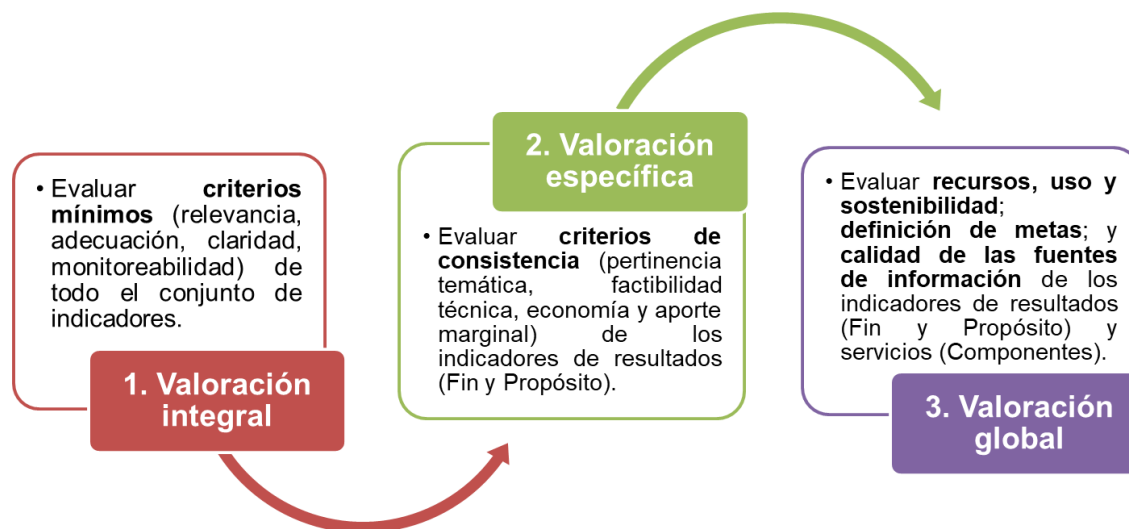 • Evaluar criterios
mínimos (relevancia,
adecuación, claridad,
monitoreabilidad) de
todo el conjunto de
indicadores.
1. Valoración
integral
2. Valoración
específica
• Evaluar criterios de
consistencia (pertinencia
temática, factibilidad
técnica, economía y aporte
marginal) de los
indicadores de resultados
(Fin y Propósito).
• Evaluar recursos, uso y
sostenibilidad;
definición de metas; y
calidad de las fuentes
de información de los
indicadores de resultados
(Fin y Propósito) y
servicios (Componentes).
3. Valoración
global